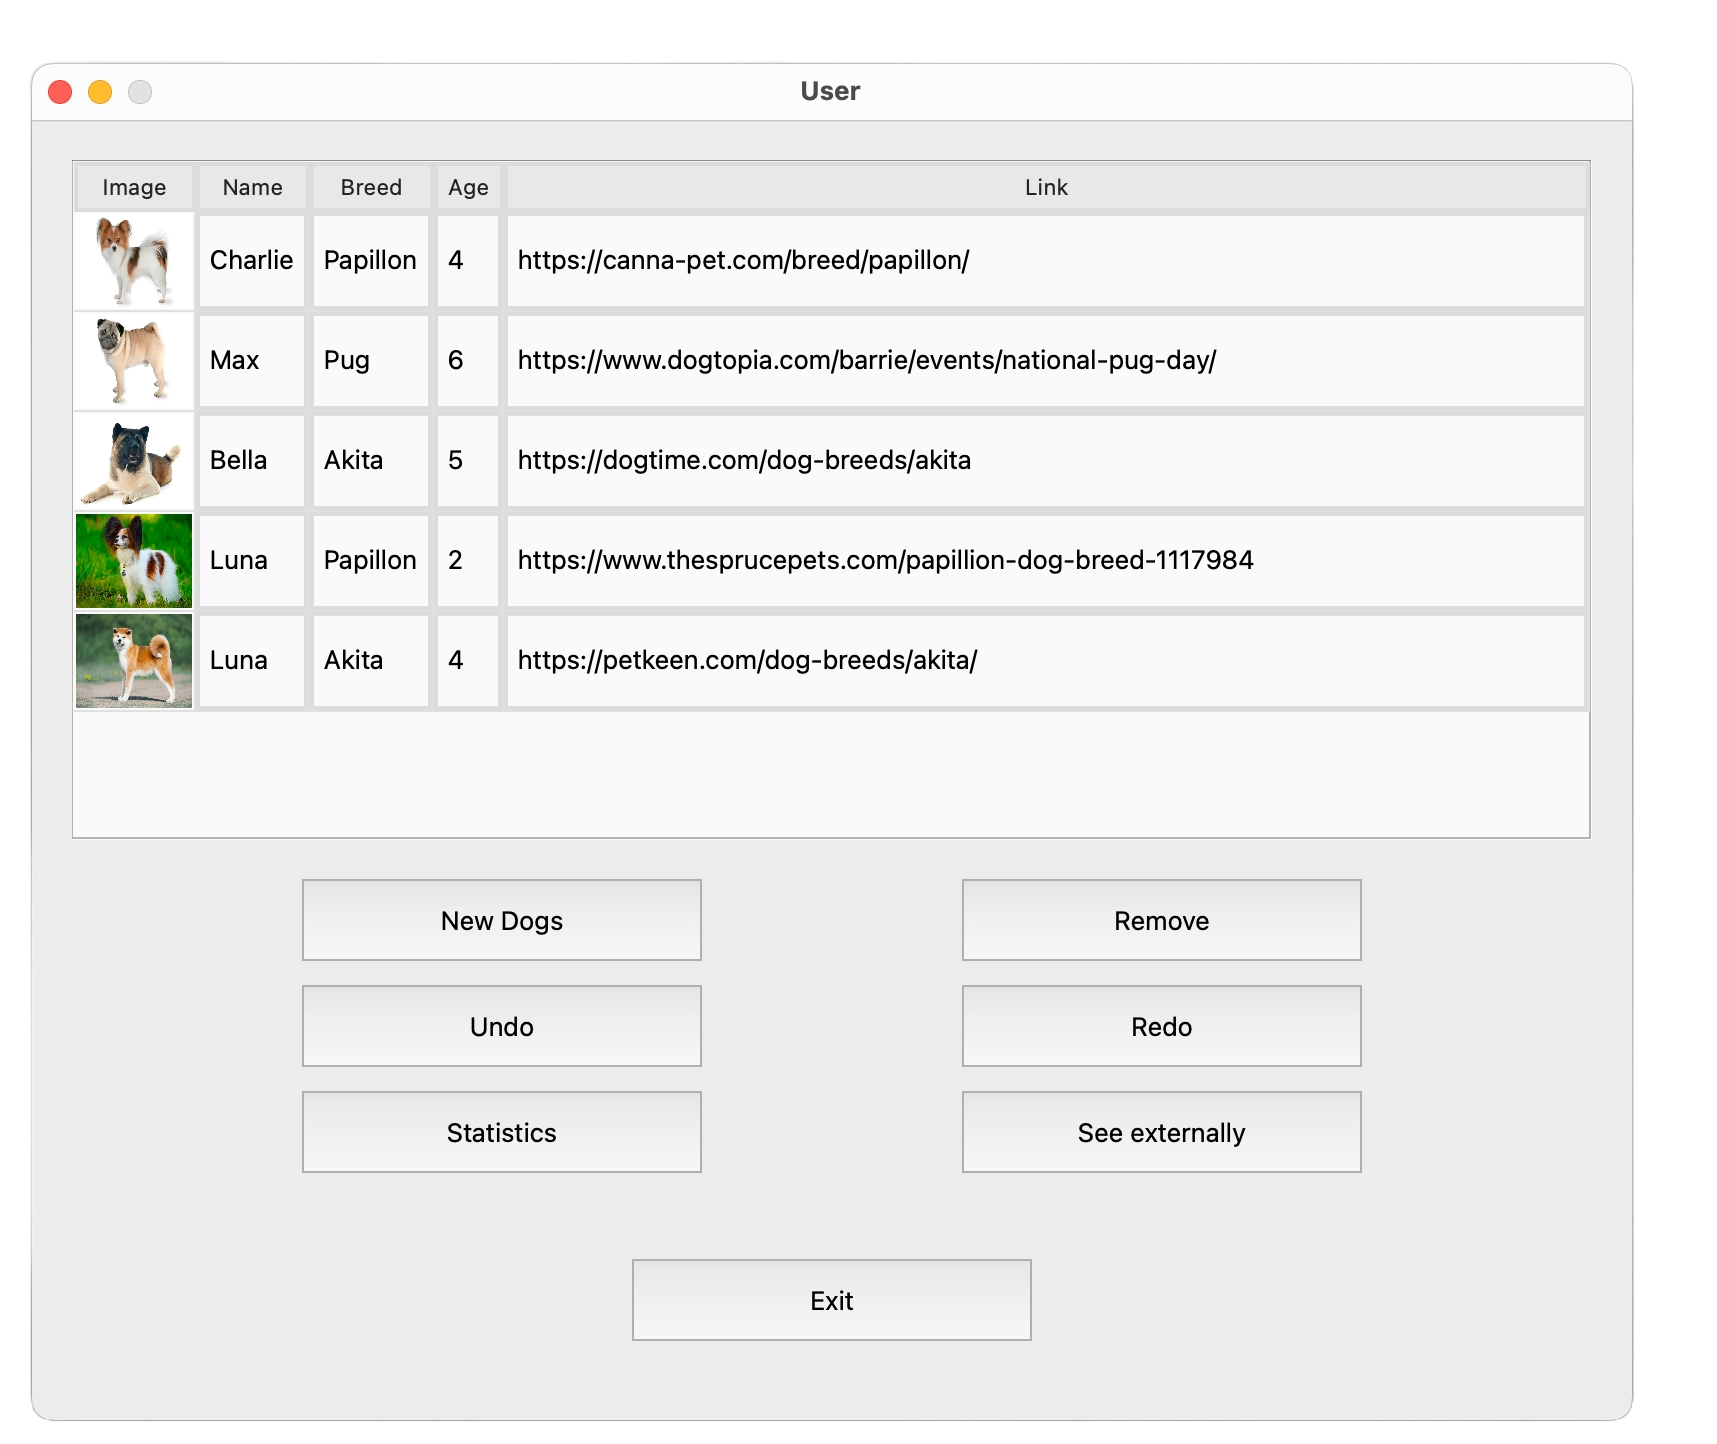 User
Image Name Breed Age Link
Charlie Papillon 4 https://canna-pet.com/breed/papillon/
Max Pug 6 https://www.dogtopia.com/barrie/events/national-pug-day/
Bella Akita 5 https://dogtime.com/dog-breeds/akita
Luna Papillon 2 https://www.thesprucepets.com/papillion-dog-breed-1117984
Luna Akita 4 https://petkeen.com/dog-breeds/akita/
New Dogs Remove
Undo Redo
Statistics See externally
Exit